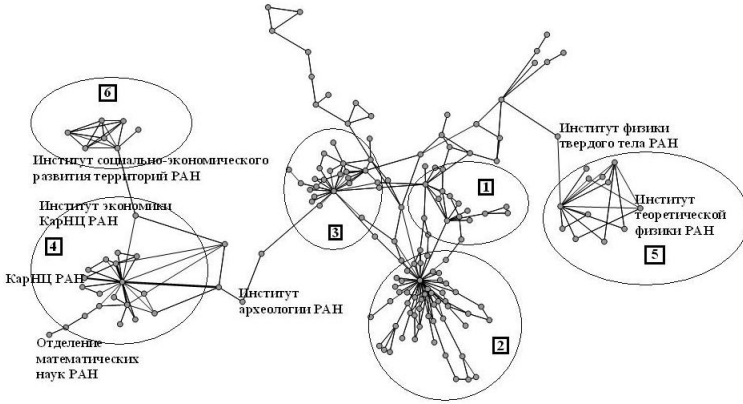 6
Институт социально-экономического
развития территорий РАН
Институт физики
твердого тела РАН
1
Институт экономики
КарНЦ РАН
Институт
теоретической
физики РАН
3
4
5
КарНЦ РАН
Институт
археологии РАН
2
Отделение
математических
наук РАН